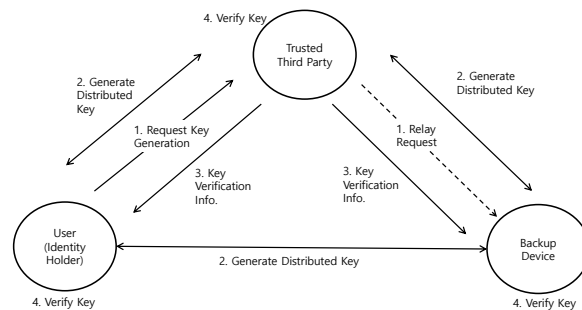 4. Verify Key
Trusted
Third Party
2. Generate
Distributed
Key
2. Generate
Distributed Key
1. Request Key
Generation
1. Relay
Request
3. Key
Verification
Info.
3. Key
Verification
Info.
User
(Identity
Holder)
Backup
Device
2. Generate Distributed Key
4. Verify Key
4. Verify Key